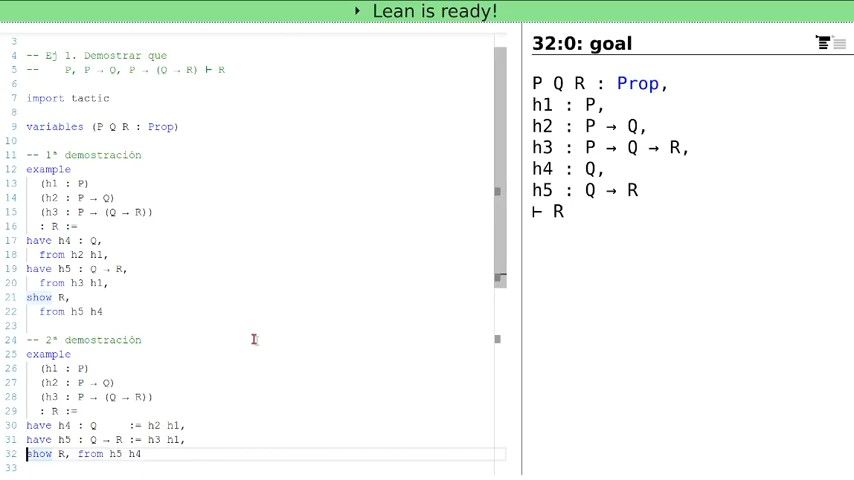 Lean is ready!
3
4 -- Ej 1. Demostrar que
5 --    P, P → Q, P → (Q → R) ⊢ R
6
7 import tactic
8
9 variables (P Q R : Prop)
10
11 -- 1ª demostración
12 example
13   (h1 : P)
14   (h2 : P → Q)
15   (h3 : P → (Q → R))
16   : R :=
17 have h4 : Q,
18   from h2 h1,
19 have h5 : Q → R,
20   from h3 h1,
21 show R,
22   from h5 h4
23
24 -- 2ª demostración
25 example
26   (h1 : P)
27   (h2 : P → Q)
28   (h3 : P → (Q → R))
29   : R :=
30 have h4 : Q     := h2 h1,
31 have h5 : Q → R := h3 h1,
32 show R, from h5 h4
33
32:0: goal
P Q R : Prop,
h1 : P,
h2 : P → Q,
h3 : P → Q → R,
h4 : Q,
h5 : Q → R
⊢ R